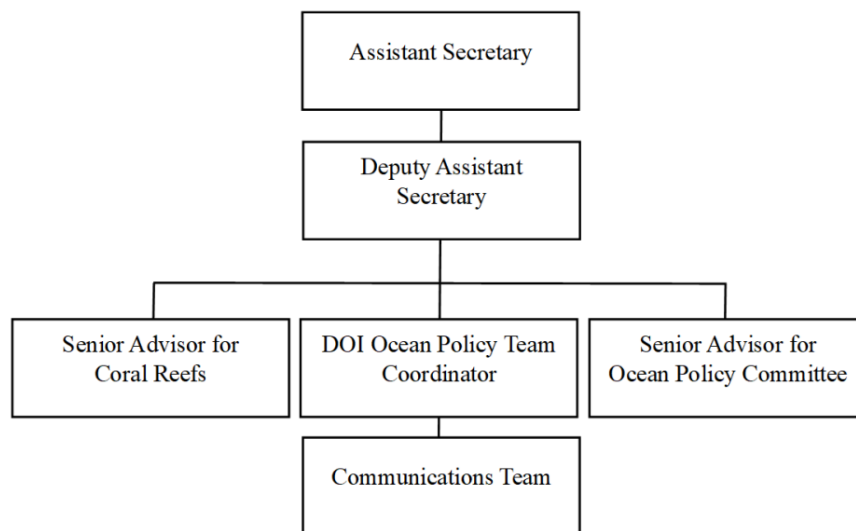 Assistant Secretary
Deputy Assistant
Secretary
Senior Advisor for
Coral Reefs
DOI Ocean Policy Team
Coordinator
Senior Advisor for
Ocean Policy Committee
Communications Team